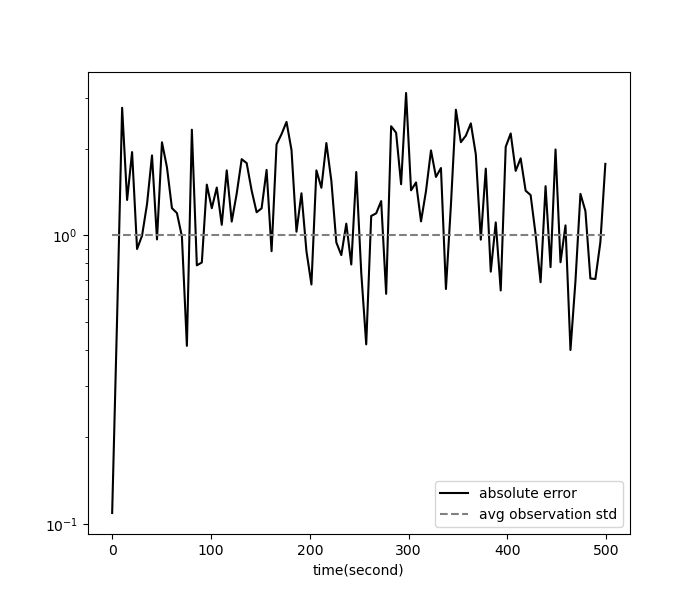 10⁰
10⁻¹
0 100 200 300 400 500
time(second)
absolute error
avg observation std